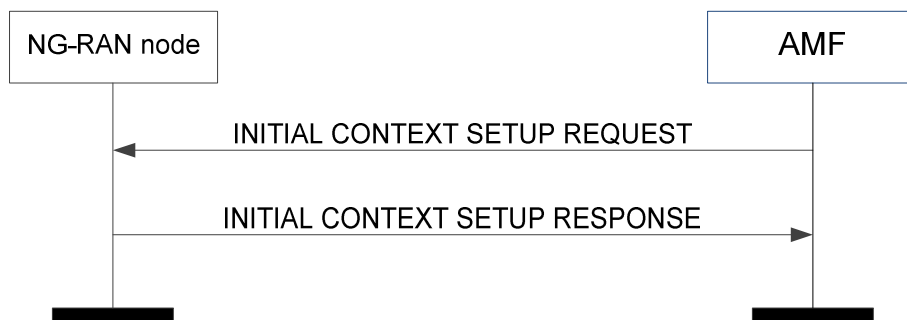 NG-RAN node
AMF
INITIAL CONTEXT SETUP REQUEST
INITIAL CONTEXT SETUP RESPONSE